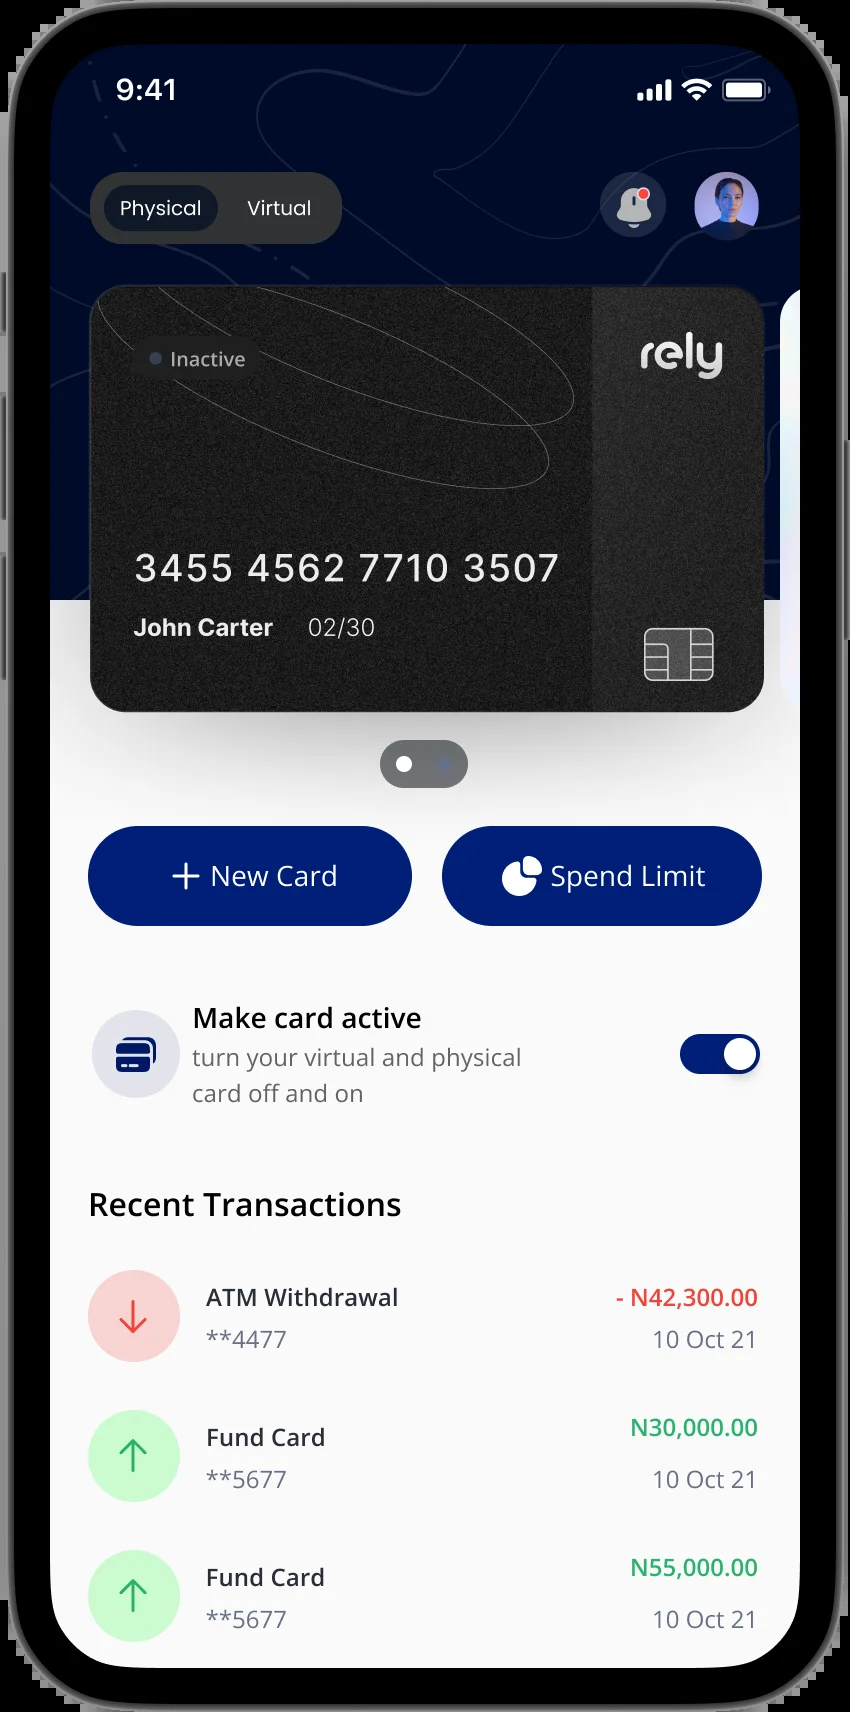 9:41
Physical Virtual
Inactive
rely
3455 4562 7710 3507
John Carter 02/30
New Card
Spend Limit
Make card active
turn your virtual and physical
card off and on
Recent Transactions
ATM Withdrawal - N42,300.00
**4477 10 Oct 21
Fund Card N30,000.00
**5677 10 Oct 21
Fund Card N55,000.00
**5677 10 Oct 21